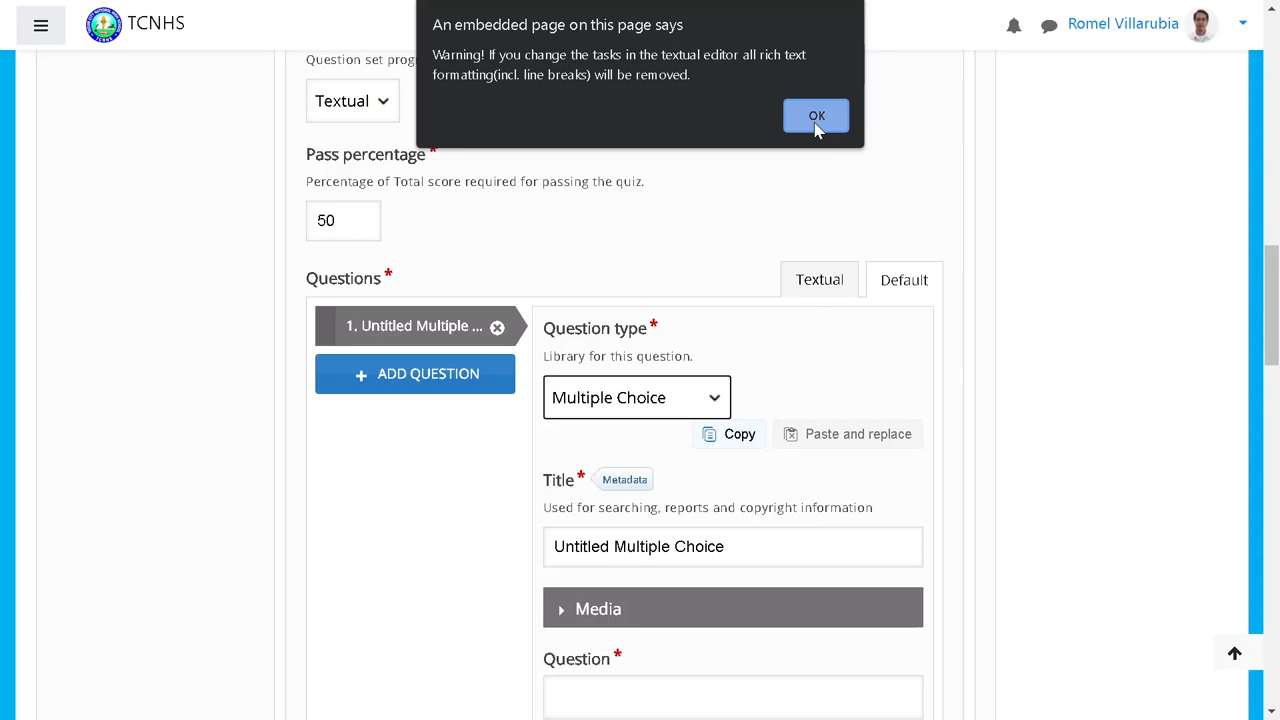 TCNHS
Romel Villarubia
An embedded page on this page says
Warning! If you change the tasks in the textual editor all rich text
formatting(incl. line breaks) will be removed.
OK
Question set prog
Textual
Pass percentage *
Percentage of Total score required for passing the quiz.
50
Questions *
Textual
Default
1. Untitled Multiple ...
+ ADD QUESTION
Question type *
Library for this question.
Multiple Choice
Copy
Paste and replace
Title *
Metadata
Used for searching, reports and copyright information
Untitled Multiple Choice
Media
Question *